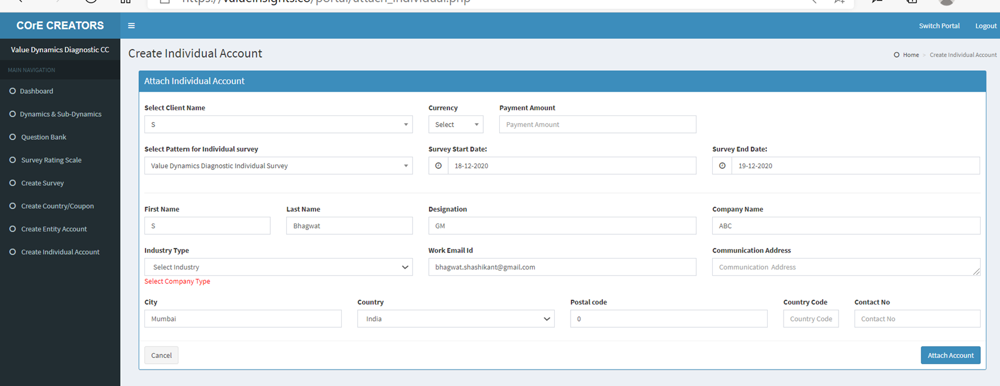 https://valueinsights.co/portal/attach_individual.php
COrE CREATORS
Switch Portal
Logout
Value Dynamics Diagnostic CC
Create Individual Account
Home > Create Individual Account
MAIN NAVIGATION
Dashboard
Dynamics & Sub-Dynamics
Question Bank
Survey Rating Scale
Create Survey
Create Country/Coupon
Create Entity Account
Create Individual Account
Attach Individual Account
Select Client Name
Currency
Payment Amount
S
Select
Payment Amount
Select Pattern for Individual survey
Survey Start Date:
Survey End Date:
Value Dynamics Diagnostic Individual Survey
18-12-2020
19-12-2020
First Name
Last Name
Designation
Company Name
S
Bhagwat
GM
ABC
Industry Type
Work Email Id
Communication Address
Select Industry
bhagwat.shashikant@gmail.com
Communication Address
Select Company Type
City
Country
Postal code
Country Code
Contact No
Mumbai
India
0
Country Code
Contact No
Cancel
Attach Account